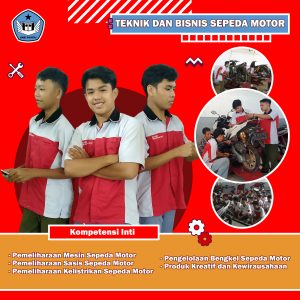 TEKNIK DAN BISNIS SEPEDA MOTOR
Kompetensi Inti
- Pemeliharaan Mesin Sepeda Motor
- Pemeliharaan Sasis Sepeda Motor
- Pemeliharaan Kelistrikan Sepeda Motor
- Pengelolaan Bengkel Sepeda Motor
- Produk Kreatif dan Kewirausahaan